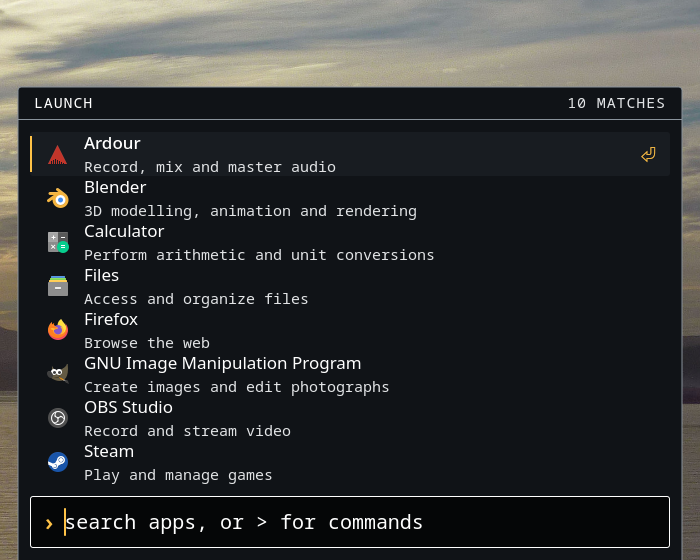 LAUNCH
10 MATCHES
Ardour
Record, mix and master audio
Blender
3D modelling, animation and rendering
Calculator
Perform arithmetic and unit conversions
Files
Access and organize files
Firefox
Browse the web
GNU Image Manipulation Program
Create images and edit photographs
OBS Studio
Record and stream video
Steam
Play and manage games
› search apps, or > for commands